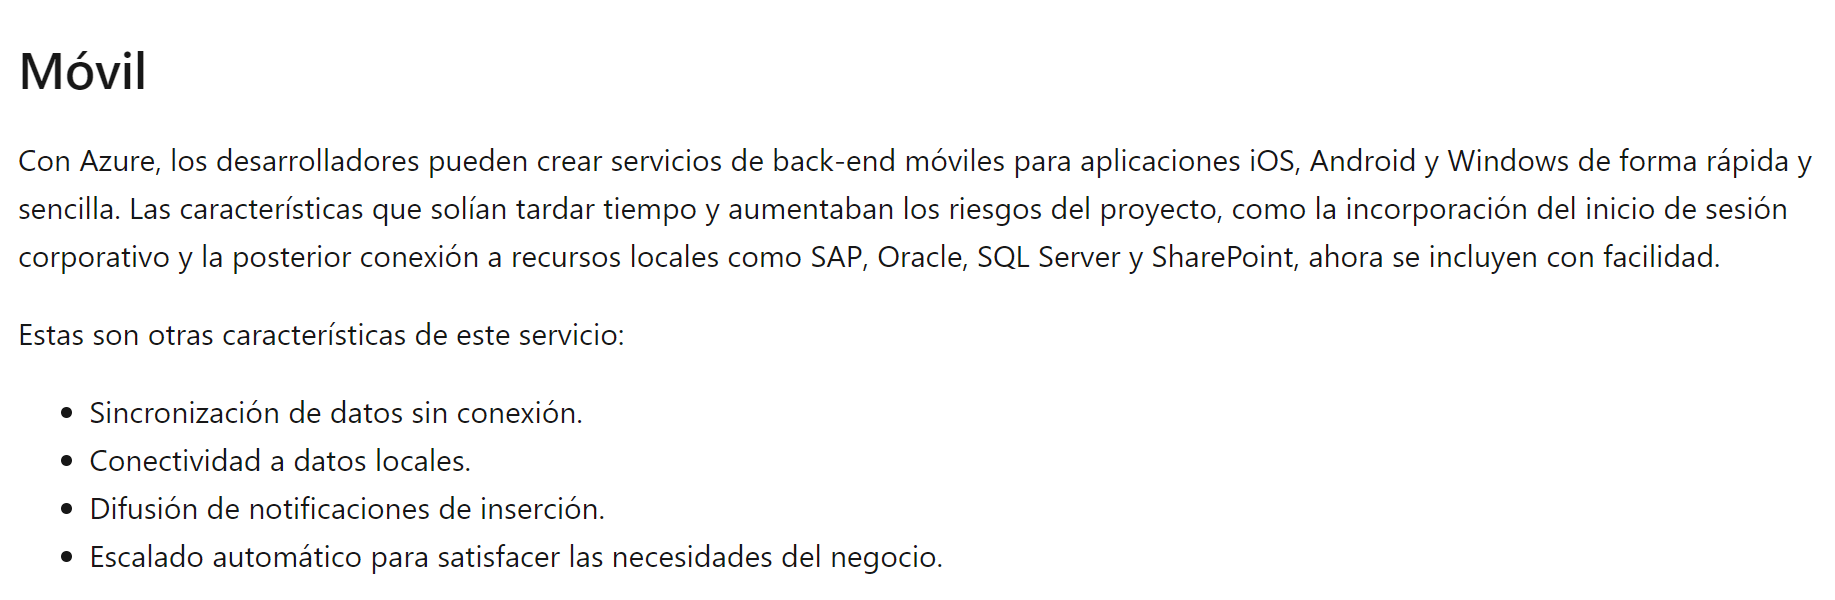 Móvil
Con Azure, los desarrolladores pueden crear servicios de back-end móviles para aplicaciones iOS, Android y Windows de forma rápida y
sencilla. Las características que solían tardar tiempo y aumentaban los riesgos del proyecto, como la incorporación del inicio de sesión
corporativo y la posterior conexión a recursos locales como SAP, Oracle, SQL Server y SharePoint, ahora se incluyen con facilidad.
Estas son otras características de este servicio:
• Sincronización de datos sin conexión.
• Conectividad a datos locales.
• Difusión de notificaciones de inserción.
• Escalado automático para satisfacer las necesidades del negocio.